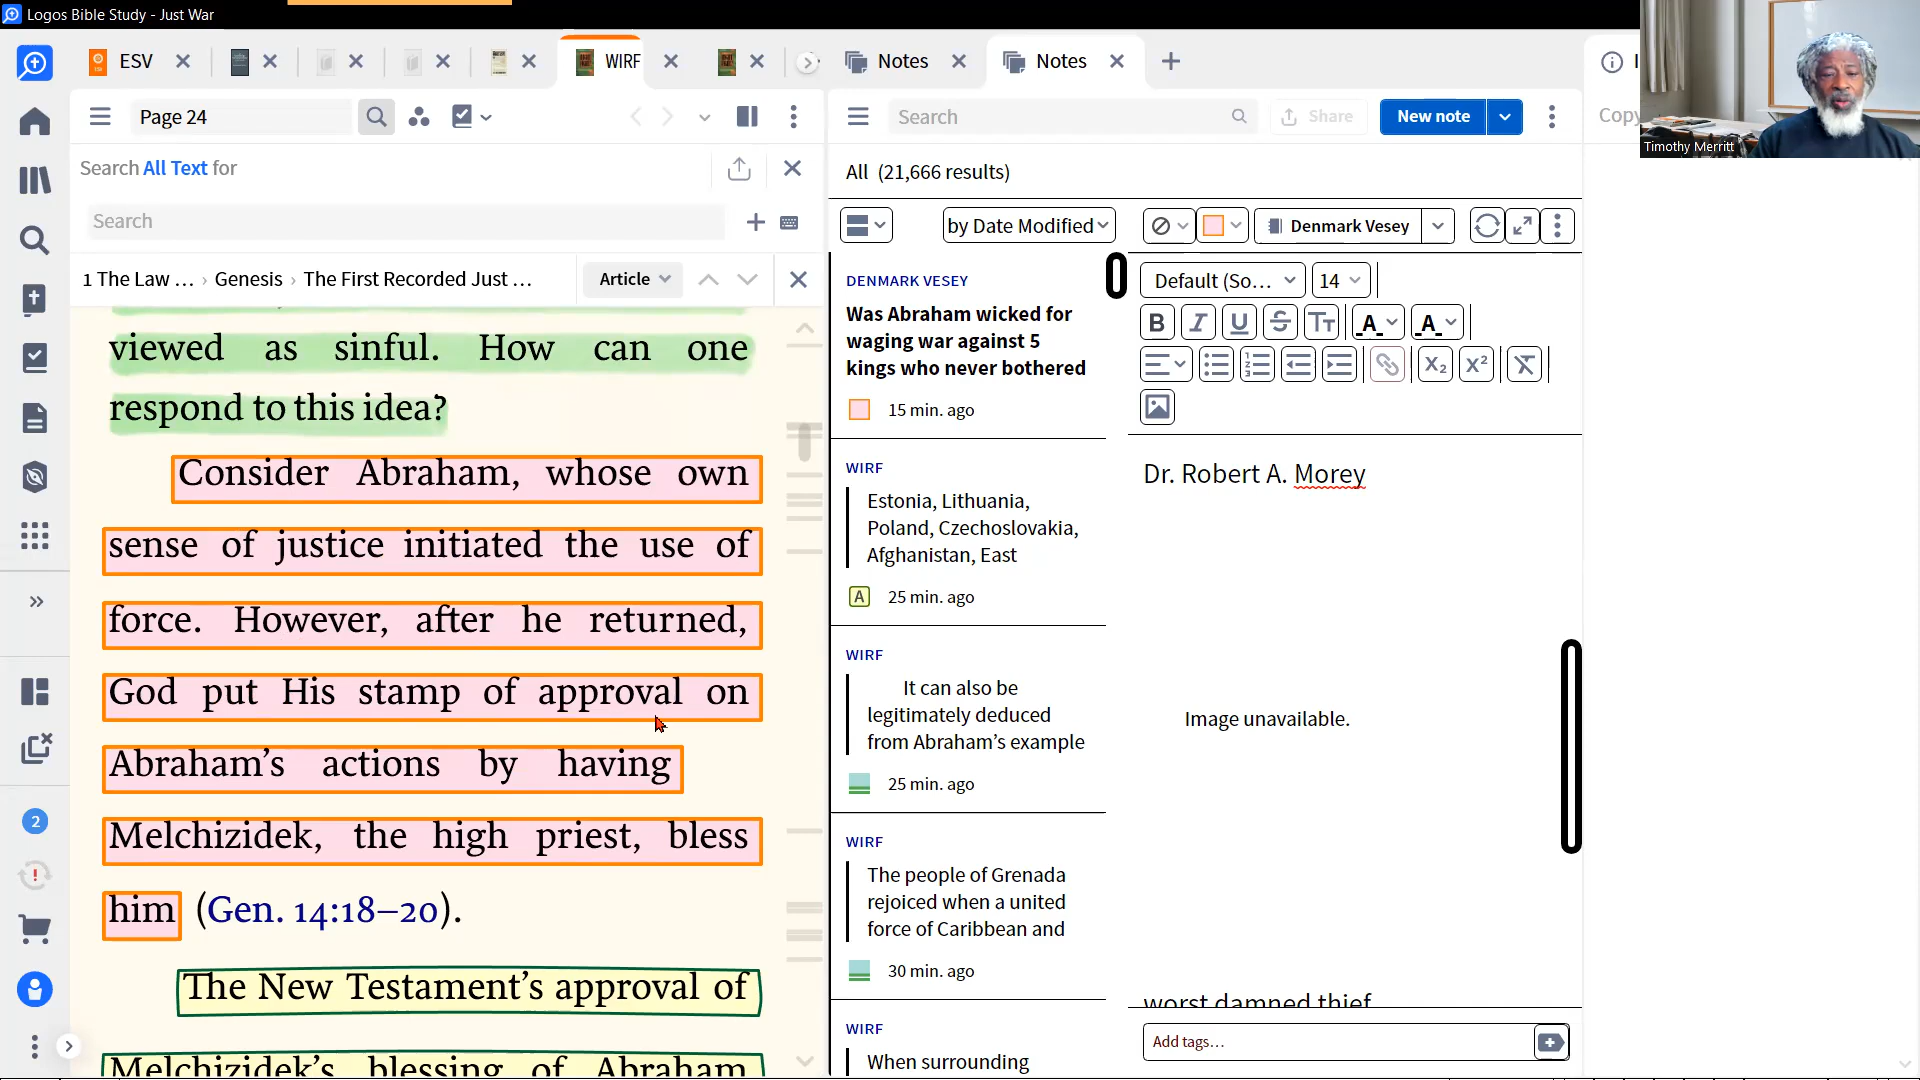 Logos Bible Study - Just War
ESV
WIRF
Notes
Notes
Timothy Merritt
Page 24
Search
Share
New note
Copy
Search All Text for
All (21,666 results)
Search
by Date Modified
Denmark Vesey
1 The Law … › Genesis › The First Recorded Just …
Article
viewed as sinful. How can one
respond to this idea?
Consider Abraham, whose own
sense of justice initiated the use of
force. However, after he returned,
God put His stamp of approval on
Abraham’s actions by having
Melchizidek, the high priest, bless
him (Gen. 14:18–20).
The New Testament’s approval of
Melchizidek’s blessing of Abraham
DENMARK VESEY
Was Abraham wicked for
waging war against 5
kings who never bothered
15 min. ago
WIRF
Estonia, Lithuania,
Poland, Czechoslovakia,
Afghanistan, East
A
25 min. ago
WIRF
It can also be
legitimately deduced
from Abraham’s example
25 min. ago
WIRF
The people of Grenada
rejoiced when a united
force of Caribbean and
30 min. ago
WIRF
When surrounding
Default (So…
14
B I U S TT A A
X2 X2
Dr. Robert A. Morey
Image unavailable.
worst damned thief
Add tags…
2